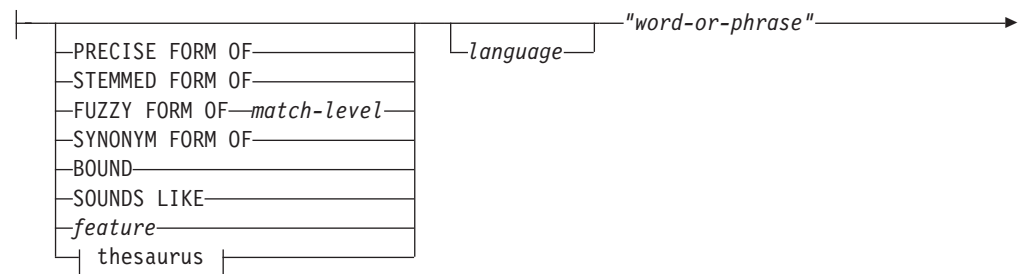 "word-or-phrase"
PRECISE FORM OF
language
STEMMED FORM OF
FUZZY FORM OF match-level
SYNONYM FORM OF
BOUND
SOUNDS LIKE
feature
thesaurus